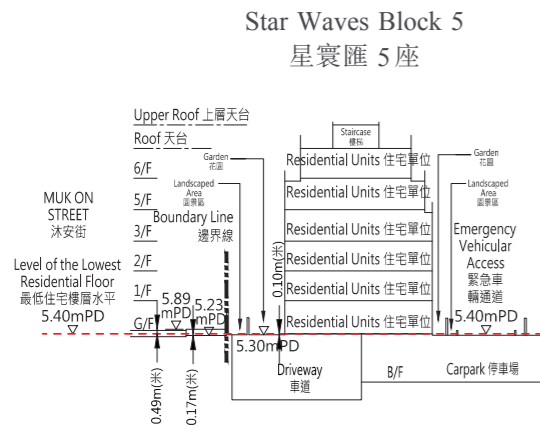 Star Waves Block 5
星寰匯 5 座
Upper Roof 上層天台
Roof 天台
6/F
5/F
3/F
2/F
1/F
G/F
MUK ON
STREET
沐安街
Level of the Lowest
Residential Floor
最低住宅樓層水平
5.40mPD
Boundary Line
邊界線
5.89
mPD
5.23
mPD
0.49m(米)
0.17m(米)
Garden
花園
Landscaped
Area
園景區
0.10m(米)
5.30mPD
Staircase
樓梯
Residential Units 住宅單位
Residential Units 住宅單位
Residential Units 住宅單位
Residential Units 住宅單位
Residential Units 住宅單位
Residential Units 住宅單位
Garden
花園
Landscaped
Area
園景區
Emergency
Vehicular
Access
緊急車
輛通道
5.40mPD
Driveway
車道
B/F
Carpark 停車場